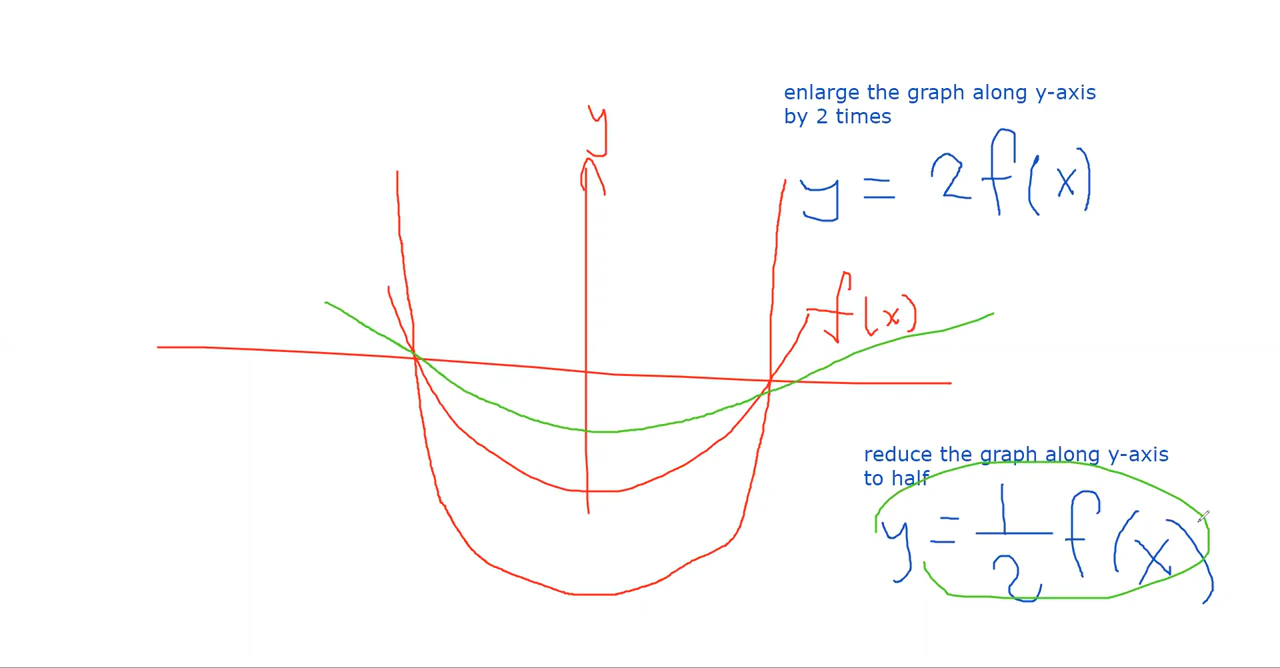 enlarge the graph along y-axis
by 2 times
y
y = 2f(x)
f(x)
reduce the graph along y-axis
to half
y = 1/2 f(x)